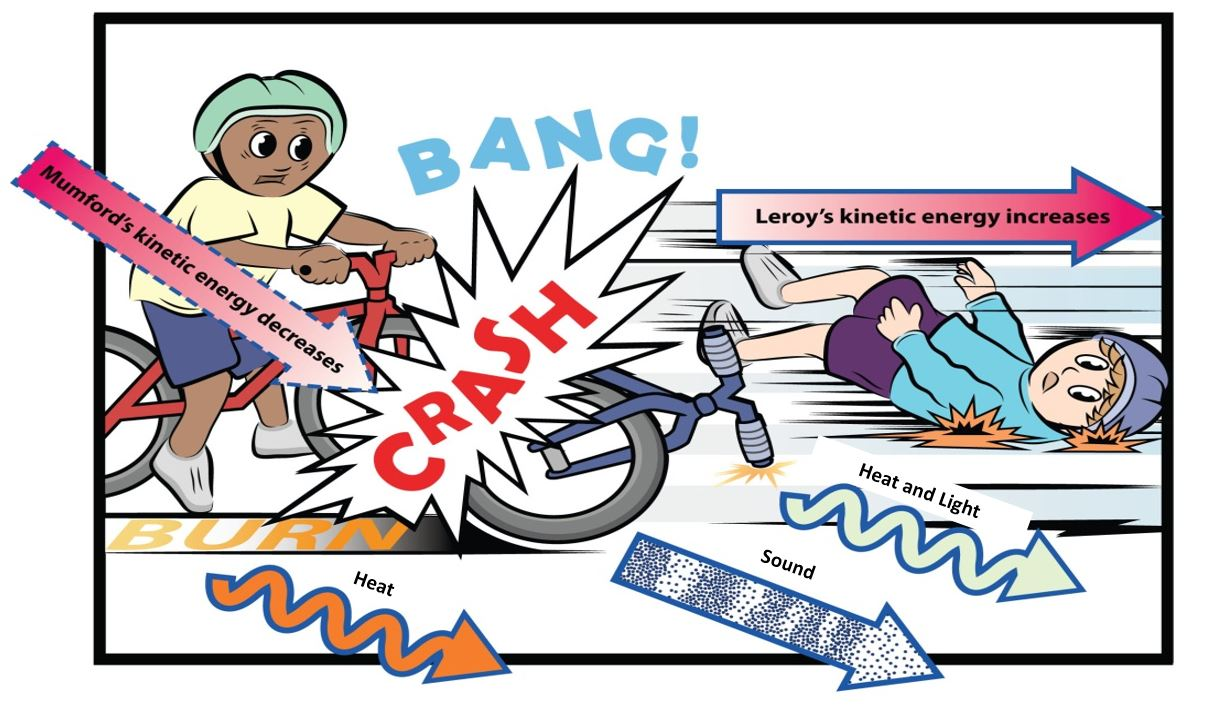 BANG!
Mumford's kinetic energy decreases
Leroy's kinetic energy increases
CRASH
Heat and Light
BURN
Sound
Heat